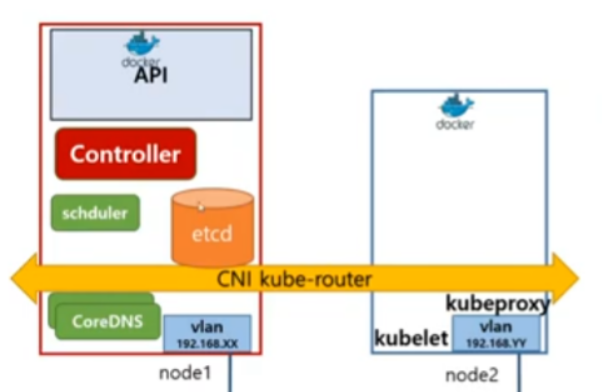 docker
API
Controller
schduler
etcd
CNI kube-router
CoreDNS
vlan
192.168.XX
node1
docker
kubeproxy
kubelet
vlan
192.168.YY
node2